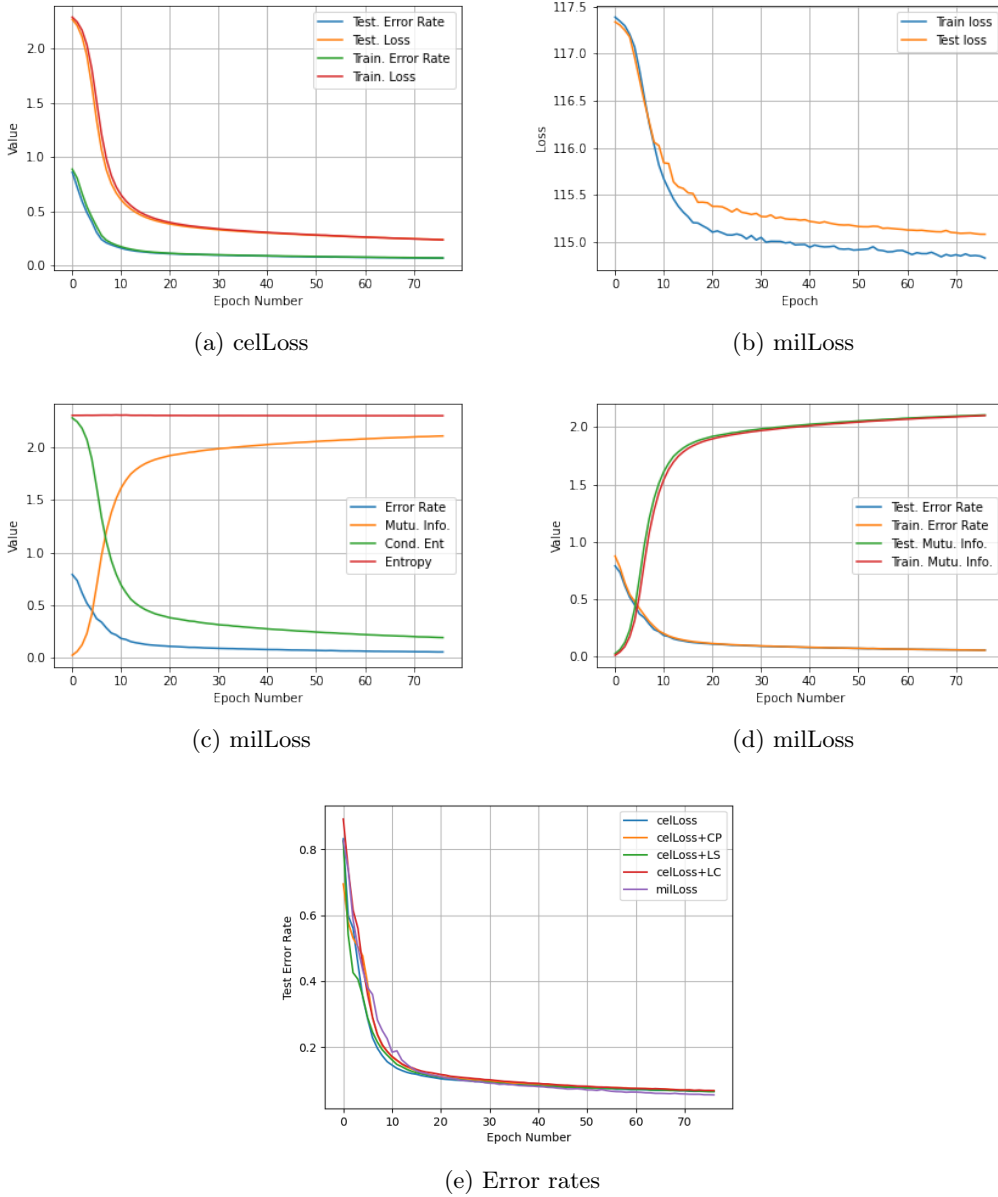 2.0
1.5
1.0
0.5
0.0
Value
Test. Error Rate
Test. Loss
Train. Error Rate
Train. Loss
0 10 20 30 40 50 60 70
Epoch Number
(a) celLoss
117.5
117.0
116.5
116.0
115.5
115.0
Loss
Train loss
Test loss
0 10 20 30 40 50 60 70
Epoch
(b) milLoss
2.0
1.5
1.0
0.5
0.0
Value
Error Rate
Mutu. Info.
Cond. Ent
Entropy
0 10 20 30 40 50 60 70
Epoch Number
(c) milLoss
2.0
1.5
1.0
0.5
0.0
Value
Test. Error Rate
Train. Error Rate
Test. Mutu. Info.
Train. Mutu. Info.
0 10 20 30 40 50 60 70
Epoch Number
(d) milLoss
0.8
0.6
0.4
0.2
Test Error Rate
celLoss
celLoss+CP
celLoss+LS
celLoss+LC
milLoss
0 10 20 30 40 50 60 70
Epoch Number
(e) Error rates